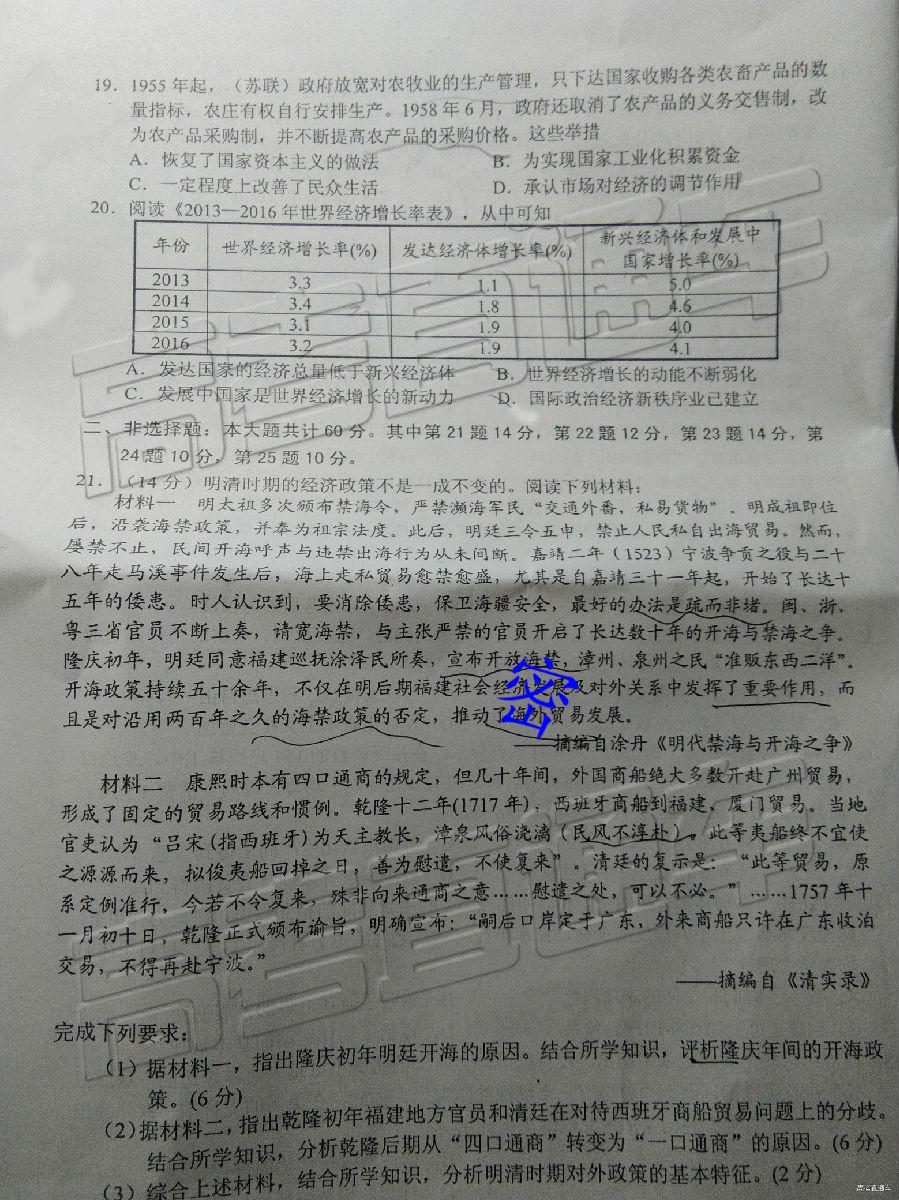 19. 1955 年起，（苏联）政府放宽对农牧业的生产管理，只下达国家收购各类农畜产品的数
量指标，农庄有权自行安排生产。1958 年 6 月，政府还取消了农产品的义务交售制，改
为农产品采购制，并不断提高农产品的采购价格。这些举措
A. 恢复了国家资本主义的做法 B. 为实现国家工业化积累资金
C. 一定程度上改善了民众生活 D. 承认市场对经济的调节作用
20. 阅读《2013—2016 年世界经济增长率表》，从中可知
年份 世界经济增长率(%) 发达经济体增长率(%) 新兴经济体和发展中
国家增长率(%)
2013 3.3 1.1 5.0
2014 3.4 1.8 4.6
2015 3.1 1.9 4.0
2016 3.2 1.9 4.1
A. 发达国家的经济总量低于新兴经济体 B. 世界经济增长的动能不断弱化
C. 发展中国家是世界经济增长的新动力 D. 国际政治经济新秩序业已建立
二、非选择题：本大题共计 60 分。其中第 21 题 14 分，第 22 题 12 分，第 23 题 14 分，第
24 题 10 分，第 25 题 10 分。
21. （14 分）明清时期的经济政策不是一成不变的。阅读下列材料：
材料一 明太祖多次颁布禁海令，严禁濒海军民“交通外番，私易货物”。明成祖即位
后，沿袭海禁政策，并奉为祖宗法度。此后，明廷三令五申，禁止人民私自出海贸易。然而，
屡禁不止，民间开海呼声与违禁出海行为从未间断。嘉靖二年（1523）宁波争贡之役与二十
八年走马溪事件发生后，海上走私贸易愈禁愈盛，尤其是自嘉靖三十一年起，开始了长达十
五年的倭患。时人认识到，要消除倭患，保卫海疆安全，最好的办法是疏而非堵。闽、浙、
粤三省官员不断上奏，请宽海禁，与主张严禁的官员开启了长达数十年的开海与禁海之争。
隆庆初年，明廷同意福建巡抚涂泽民所奏，宣布开放海禁，漳州、泉州之民“准贩东西二洋”。
开海政策持续五十余年，不仅在明后期福建社会经济发展及对外关系中发挥了重要作用，而
且是对沿用两百年之久的海禁政策的否定，推动了海外贸易发展。
密
——摘编自涂丹《明代禁海与开海之争》
材料二 康熙时本有四口通商的规定，但几十年间，外国商船绝大多数开赴广州贸易，
形成了固定的贸易路线和惯例。乾隆十二年(1717 年)，西班牙商船到福建、厦门贸易。当地
官吏认为“吕宋(指西班牙)为天主教长，漳泉风俗浇漓（民风不淳朴）。此等夷船终不宜使
之源源而来，拟俟夷船回棹之日，善为慰遣，不使复来”。清廷的复示是：“此等贸易，原
系定例准行，今若不令复来，殊非向来通商之意……慰遣之处，可以不必。”……1757 年十
一月初十日，乾隆正式颁布谕旨，明确宣布：“嗣后口岸定于广东，外来商船只许在广东收泊
交易，不得再赴宁波。”
——摘编自《清实录》
完成下列要求：
(1)据材料一，指出隆庆初年明廷开海的原因。结合所学知识，评析隆庆年间的开海政
策。(6 分)
(2)据材料二，指出乾隆初年福建地方官员和清廷在对待西班牙商船贸易问题上的分歧。
结合所学知识，分析乾隆后期从“四口通商”转变为“一口通商”的原因。(6 分)
(3)综合上述材料，结合所学知识，分析明清时期对外政策的基本特征。(2 分)
高考直通车
高考直通车
高考直通车